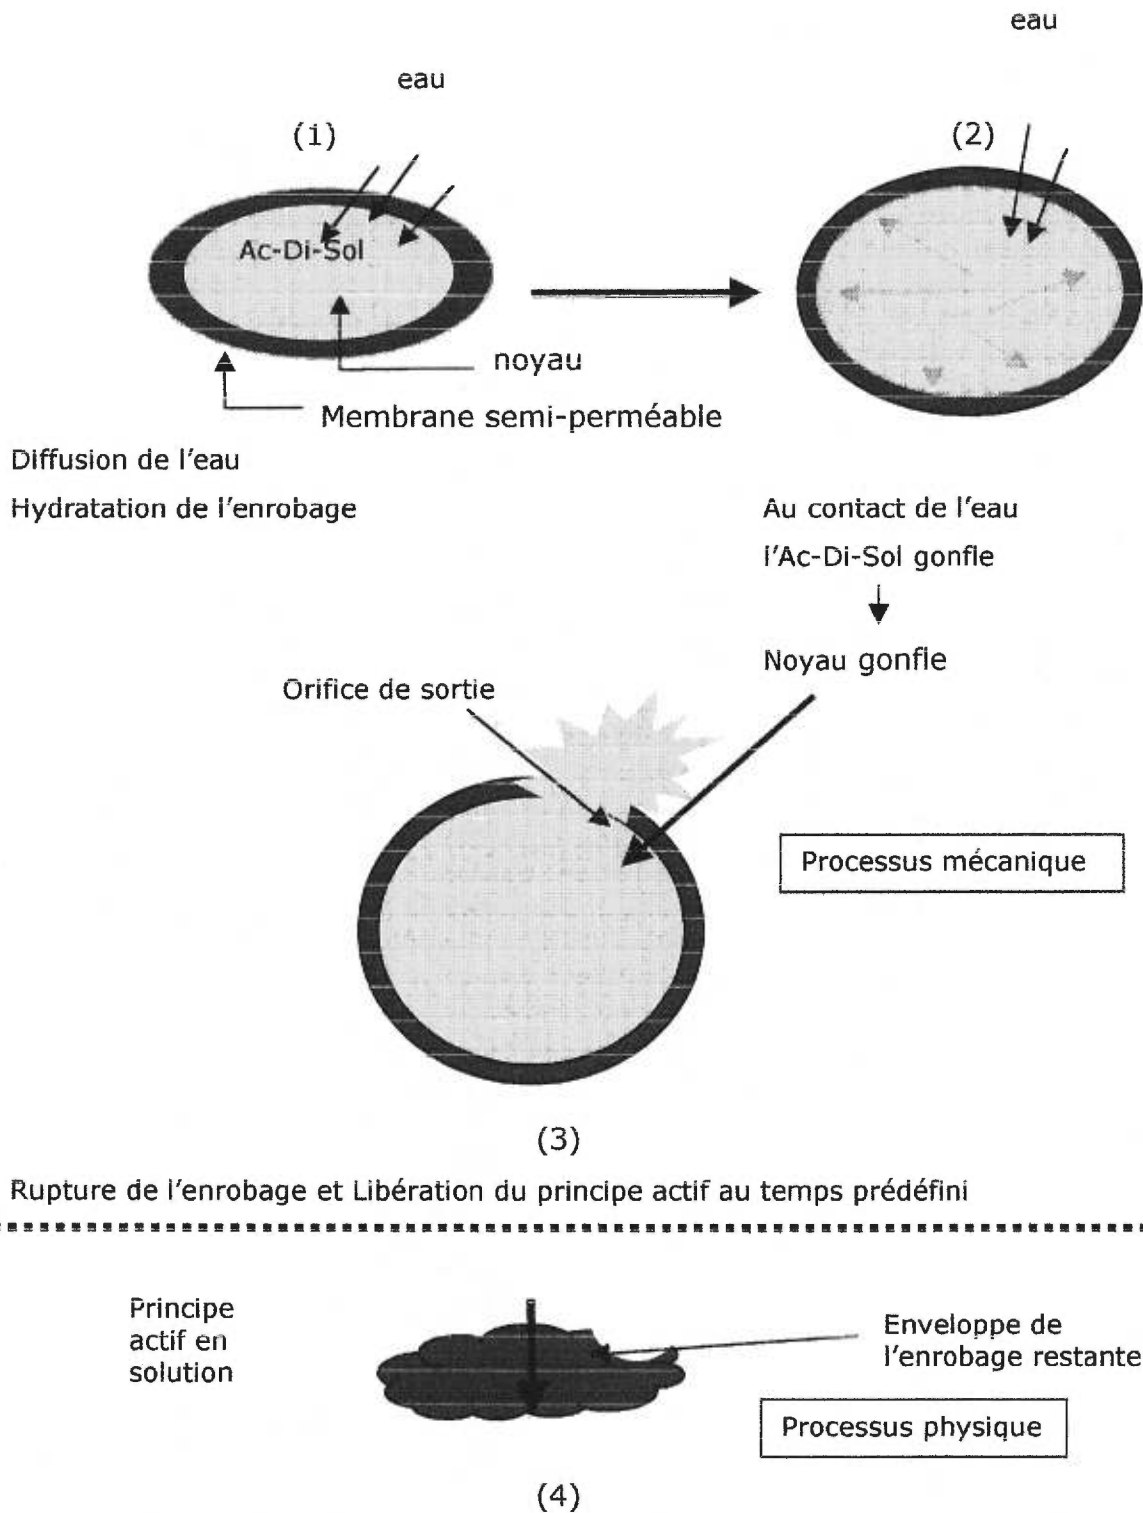 eau
eau
(i)
(2)
Ac-Di-Sol
noyau
Membrane semi-perméable
Diffusion de l'eau
Hydratation de l'enrobage
Au contact de l'eau
l'Ac-Di-Sol gonfle
Noyau gonfle
Orifice de sortie
Processus mécanique
(3)
Rupture de l'enrobage et Libération du principe actif au temps prédéfini
Principe
actif en
solution
Enveloppe de
l'enrobage restante
Processus physique
(4)